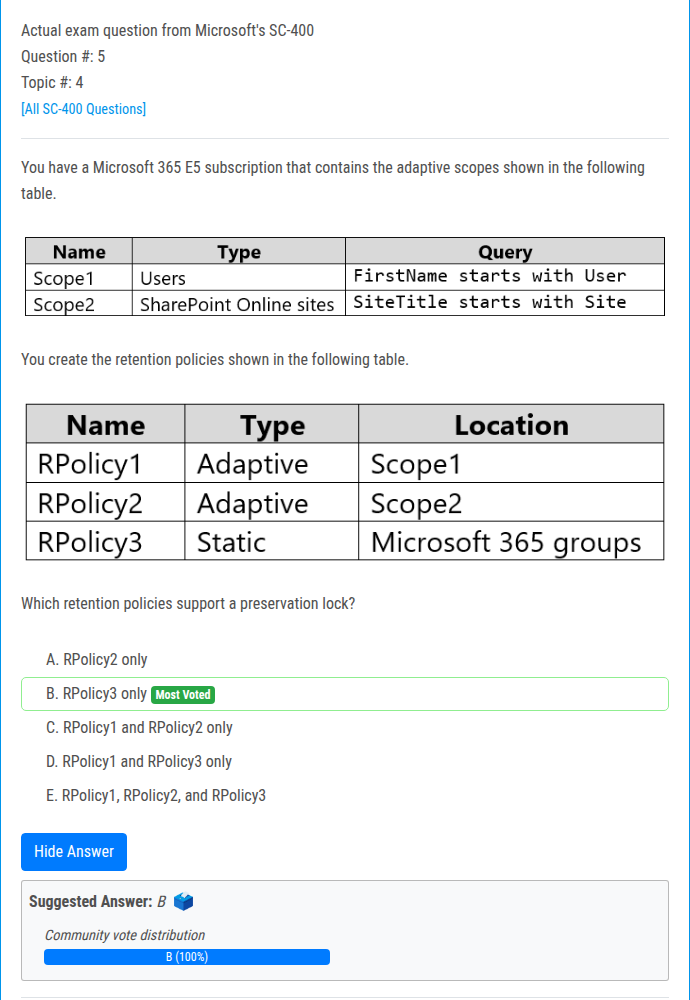 Actual exam question from Microsoft's SC-400
Question #: 5
Topic #: 4
[All SC-400 Questions]
You have a Microsoft 365 E5 subscription that contains the adaptive scopes shown in the following
table.
Name Type Query
Scope1 Users FirstName starts with User
Scope2 SharePoint Online sites SiteTitle starts with Site
You create the retention policies shown in the following table.
Name Type Location
RPolicy1 Adaptive Scope1
RPolicy2 Adaptive Scope2
RPolicy3 Static Microsoft 365 groups
Which retention policies support a preservation lock?
A. RPolicy2 only
B. RPolicy3 only Most Voted
C. RPolicy1 and RPolicy2 only
D. RPolicy1 and RPolicy3 only
E. RPolicy1, RPolicy2, and RPolicy3
Hide Answer
Suggested Answer: B
Community vote distribution
B (100%)